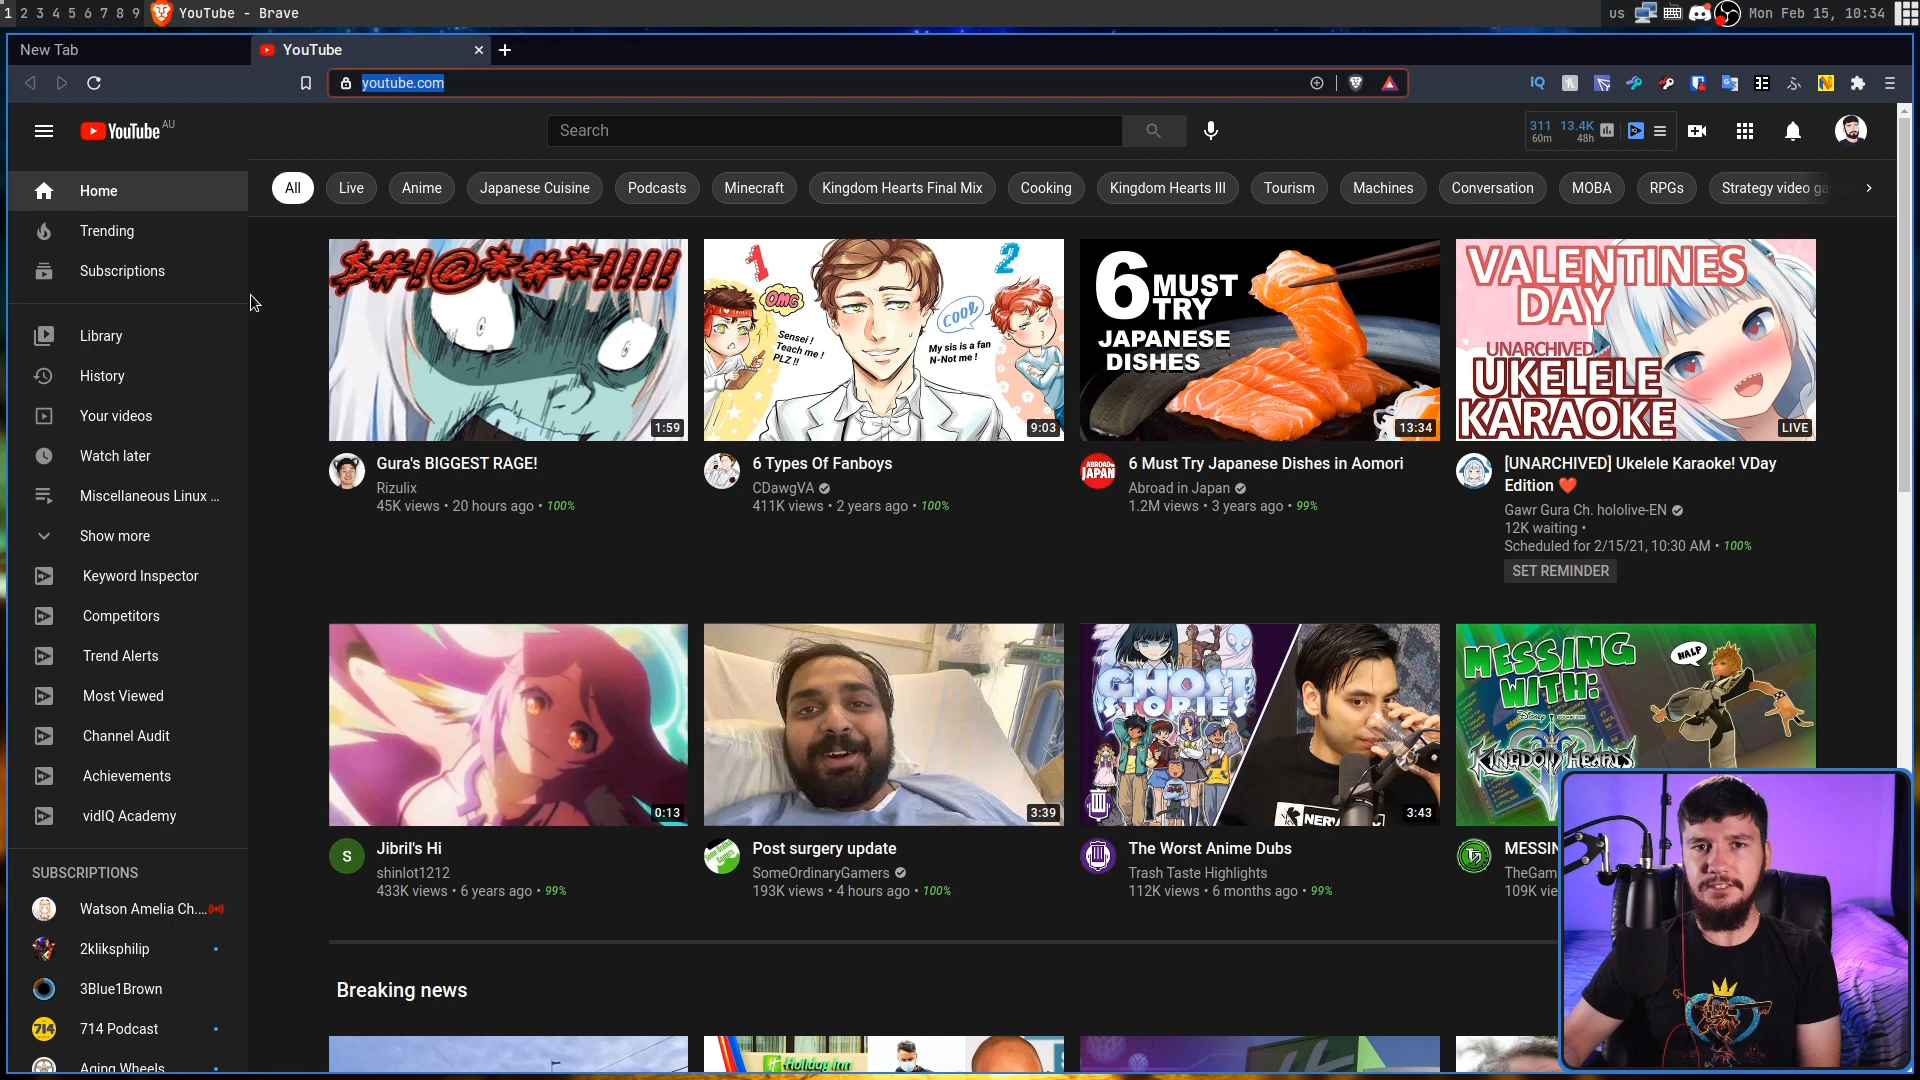 1 2 3 4 5 6 7 8 9 YouTube - Brave
us Mon Feb 15, 10:34
New Tab
YouTube
youtube.com
YouTube AU
Search
311 13.4K
60m 48h
Home
Trending
Subscriptions
Library
History
Your videos
Watch later
Miscellaneous Linux ...
Show more
Keyword Inspector
Competitors
Trend Alerts
Most Viewed
Channel Audit
Achievements
vidIQ Academy
SUBSCRIPTIONS
Watson Amelia Ch....
2kliksphilip
3Blue1Brown
714 Podcast
Aging Wheels
All Live Anime Japanese Cuisine Podcasts Minecraft Kingdom Hearts Final Mix Cooking Kingdom Hearts III Tourism Machines Conversation MOBA RPGs Strategy video ga
$#!@*#*!!!!
1:59
Gura's BIGGEST RAGE!
Rizulix
45K views • 20 hours ago • 100%
1
2
OMG
Sensei !
Teach me !
PLZ !!
COOL
My sis is a fan
N-Not me !
9:03
6 Types Of Fanboys
CDawgVA
411K views • 2 years ago • 100%
6 MUST
TRY
JAPANESE
DISHES
13:34
ABROAD JAPAN
6 Must Try Japanese Dishes in Aomori
Abroad in Japan
1.2M views • 3 years ago • 99%
VALENTINES
DAY
UNARCHIVED
UKELELE
KARAOKE
LIVE
[UNARCHIVED] Ukelele Karaoke! VDay
Edition ❤️
Gawr Gura Ch. hololive-EN
12K waiting •
Scheduled for 2/15/21, 10:30 AM • 100%
SET REMINDER
0:13
S
Jibril's Hi
shinlot1212
433K views • 6 years ago • 99%
3:39
Post surgery update
SomeOrdinaryGamers
193K views • 4 hours ago • 100%
GHOST
STORIES
3:43
The Worst Anime Dubs
Trash Taste Highlights
112K views • 6 months ago • 99%
MESSING
WITH:
HALP
Disney
KINGDOM HEARTS
MESSIN
TheGam
109K vie
Breaking news
Holiday Inn